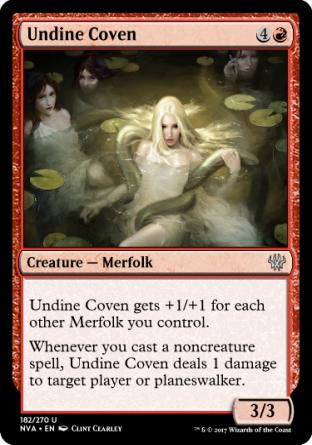 Undine Coven 4
Creature — Merfolk
Undine Coven gets +1/+1 for each
other Merfolk you control.
Whenever you cast a noncreature
spell, Undine Coven deals 1 damage
to target player or planeswalker.
3/3
182/270 U
NVA • EN Clint Cearley
™ & © 2017 Wizards of the Coast